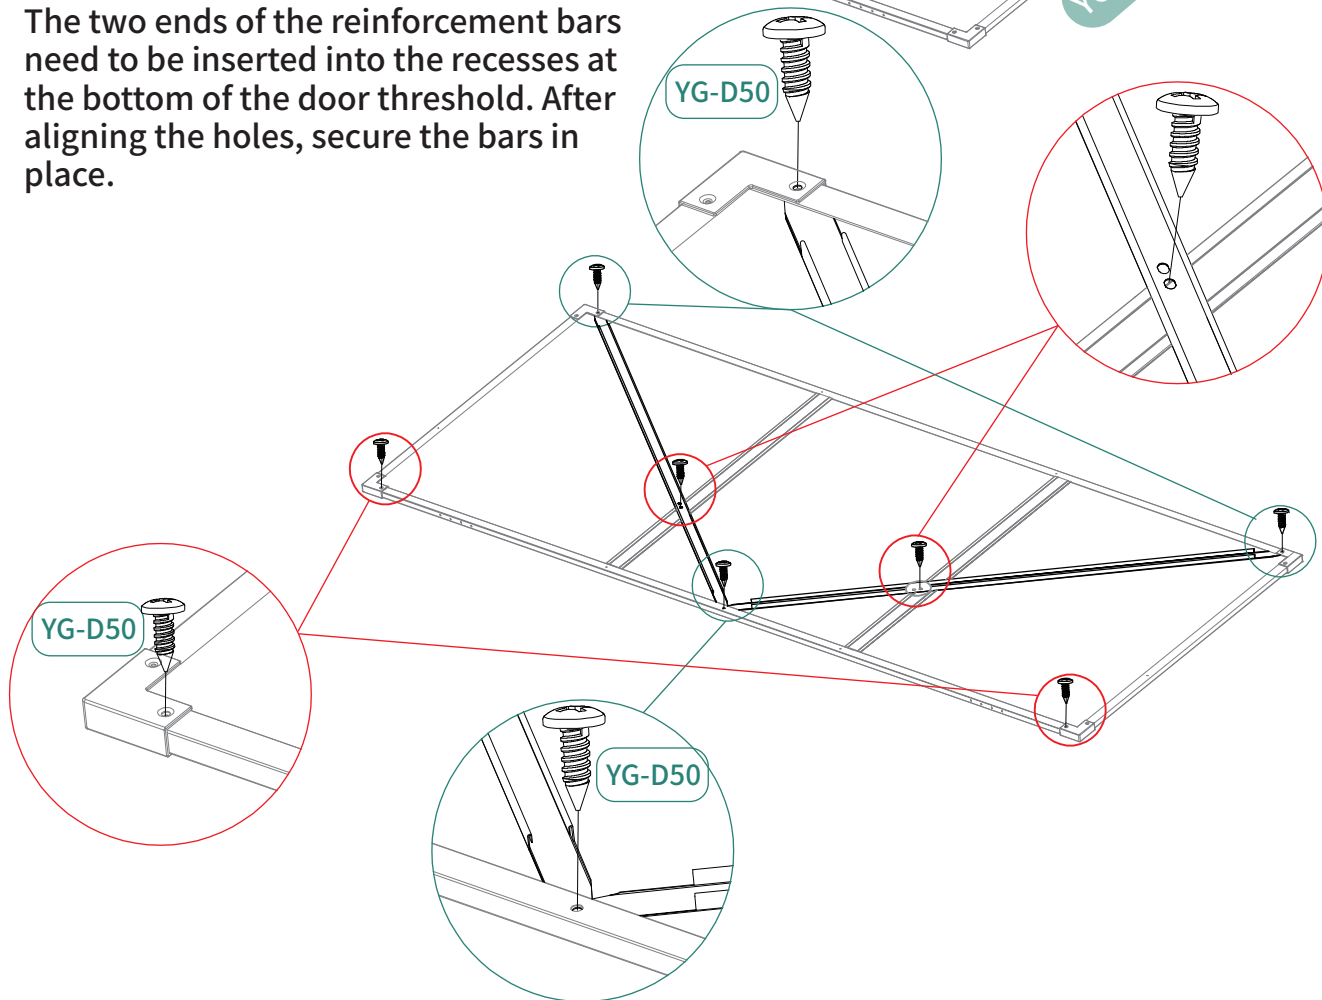 The two ends of the reinforcement bars
need to be inserted into the recesses at
the bottom of the door threshold. After
aligning the holes, secure the bars in
place.
YG-D50
YG-D50
YG-D50